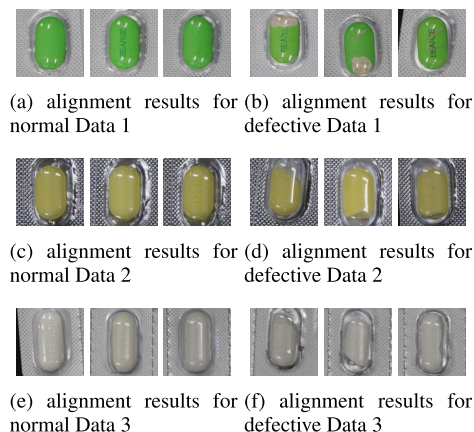 (a) alignment results for
normal Data 1
(b) alignment results for
defective Data 1
(c) alignment results for
normal Data 2
(d) alignment results for
defective Data 2
(e) alignment results for
normal Data 3
(f) alignment results for
defective Data 3